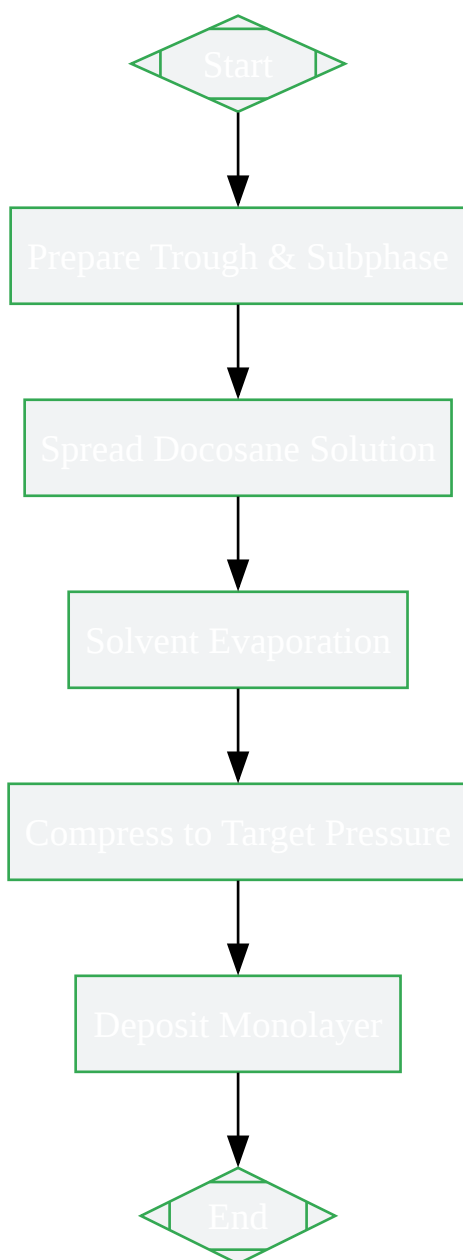 Start
Prepare Trough & Subphase
Spread Docosane Solution
Solvent Evaporation
Compress to Target Pressure
Deposit Monolayer
End